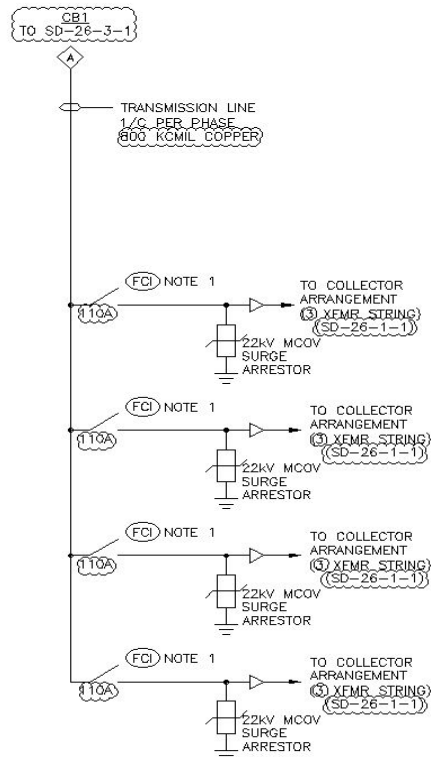 CB1
TO SD-26-3-1
A
TRANSMISSION LINE
1/C PER PHASE
800 KCMIL COPPER
FCI NOTE 1
110A
TO COLLECTOR
ARRANGEMENT
(3 XFMR STRING)
(SD-26-1-1)
22kV MCOV
SURGE
ARRESTOR
FCI NOTE 1
110A
TO COLLECTOR
ARRANGEMENT
(3 XFMR STRING)
(SD-26-1-1)
22kV MCOV
SURGE
ARRESTOR
FCI NOTE 1
110A
TO COLLECTOR
ARRANGEMENT
(3 XFMR STRING)
(SD-26-1-1)
22kV MCOV
SURGE
ARRESTOR
FCI NOTE 1
110A
TO COLLECTOR
ARRANGEMENT
(3 XFMR STRING)
(SD-26-1-1)
22kV MCOV
SURGE
ARRESTOR